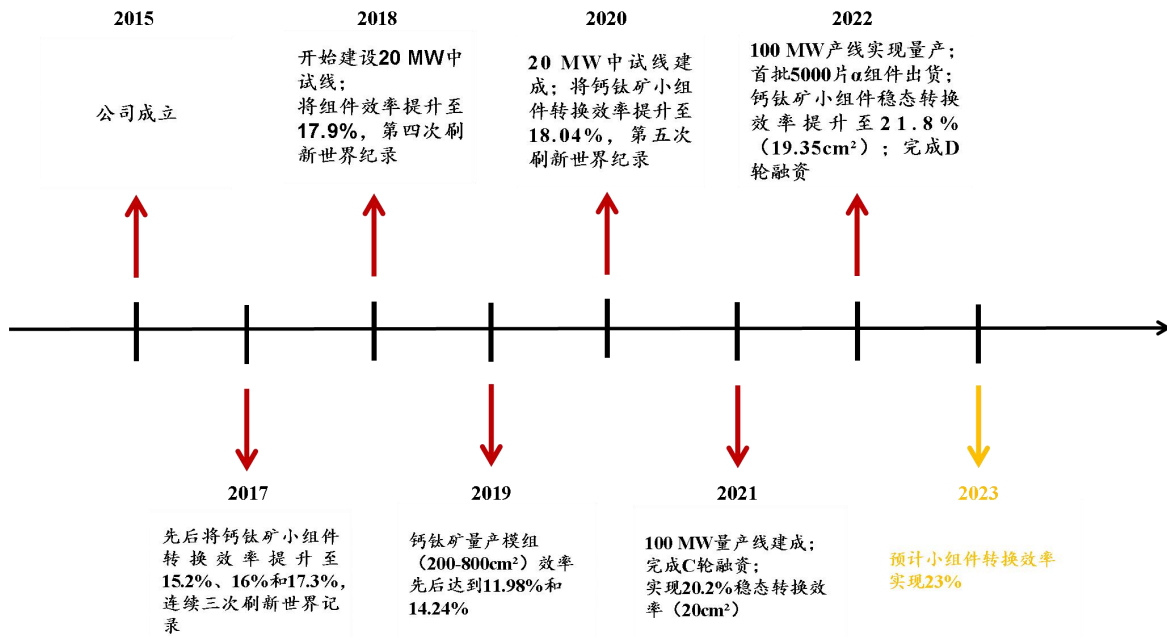 2015
公司成立
2018
开始建设20 MW中
试线；
将组件效率提升至
17.9%，第四次刷
新世界纪录
2020
20 MW中试线建
成；将钙钛矿小组
件转换效率提升至
18.04%，第五次
刷新世界纪录
2022
100 MW产线实现量产；
首批5000片α组件出货；
钙钛矿小组件稳态转换
效率提升至21.8%
（19.35cm²）；完成D
轮融资
2017
先后将钙钛矿小组件
转换效率提升至
15.2%、16%和17.3%，
连续三次刷新世界记
录
2019
钙钛矿量产模组
（200-800cm²）效率
先后达到11.98%和
14.24%
2021
100 MW量产线建成；
完成C轮融资；
实现20.2%稳态转换效
率（20cm²）
2023
预计小组件转换效率
实现23%